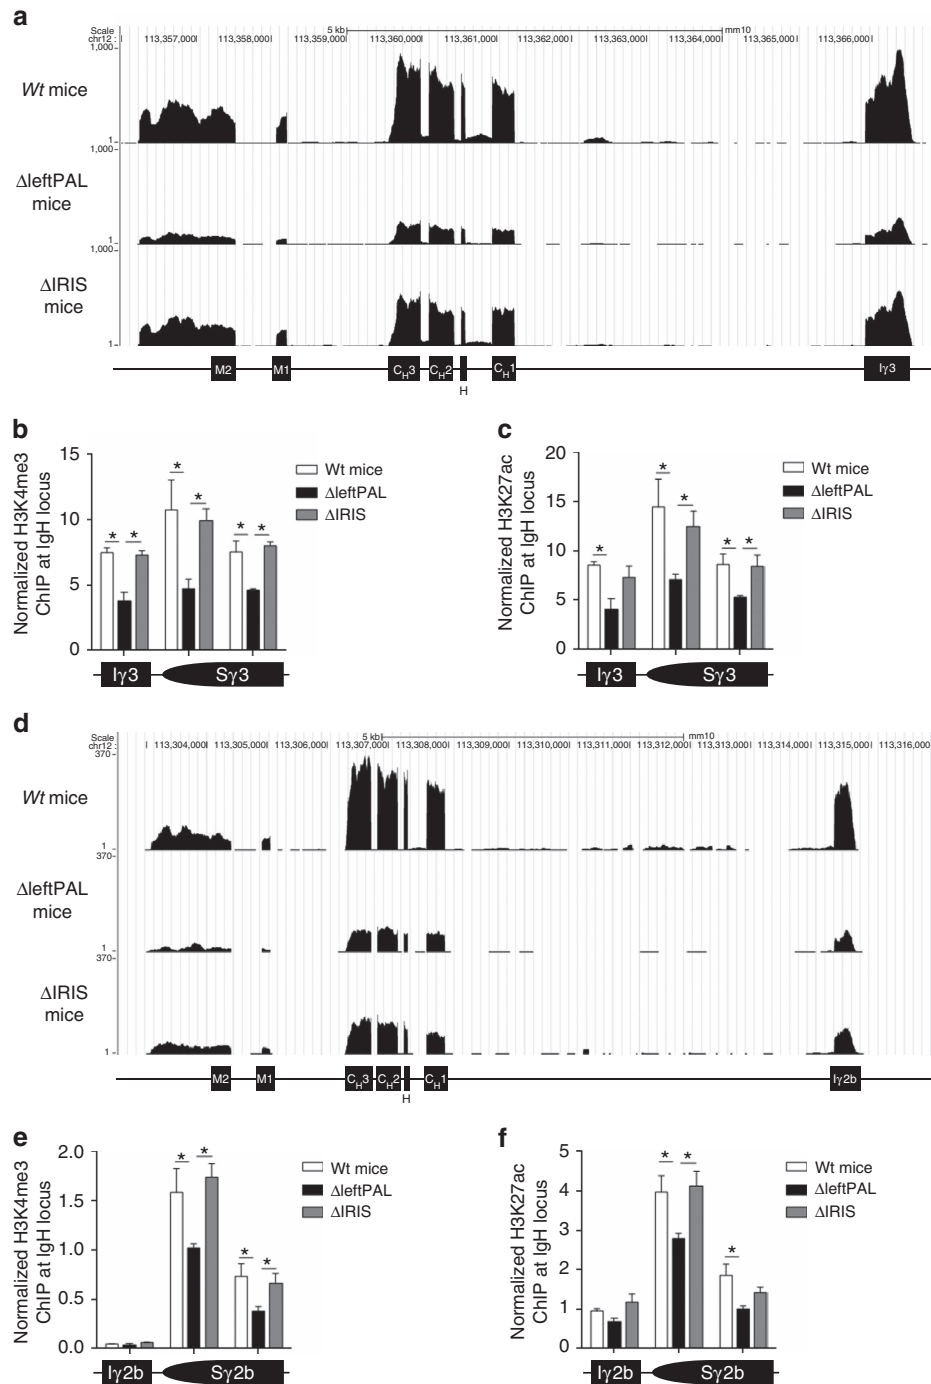 a
Scale
chr12 :
5 kb
mm10
113,357,000 113,358,000 113,359,000 113,360,000 113,361,000 113,362,000 113,363,000 113,364,000 113,365,000 113,366,000
1,000
Wt mice
1
1,000
ΔleftPAL
mice
1
1,000
ΔIRIS
mice
1
M2 M1 CH3 CH2 CH1 Iγ3
H
b
Normalized H3K4me3
ChIP at IgH locus
15
10
5
0
* * * * * *
Wt mice
ΔleftPAL
ΔIRIS
Iγ3 Sγ3
c
Normalized H3K27ac
ChIP at IgH locus
20
15
10
5
0
* * * * *
Wt mice
ΔleftPAL
ΔIRIS
Iγ3 Sγ3
d
Scale
chr12 :
5 kb
mm10
113,304,000 113,305,000 113,306,000 113,307,000 113,308,000 113,309,000 113,310,000 113,311,000 113,312,000 113,313,000 113,314,000 113,315,000 113,316,000
370
Wt mice
1
370
ΔleftPAL
mice
1
370
ΔIRIS
mice
1
M2 M1 CH3 CH2 CH1 Iγ2b
H
e
Normalized H3K4me3
ChIP at IgH locus
2.0
1.5
1.0
0.5
0.0
* * * *
Wt mice
ΔleftPAL
ΔIRIS
Iγ2b Sγ2b
f
Normalized H3K27ac
ChIP at IgH locus
5
4
3
2
1
0
* * *
Wt mice
ΔleftPAL
ΔIRIS
Iγ2b Sγ2b